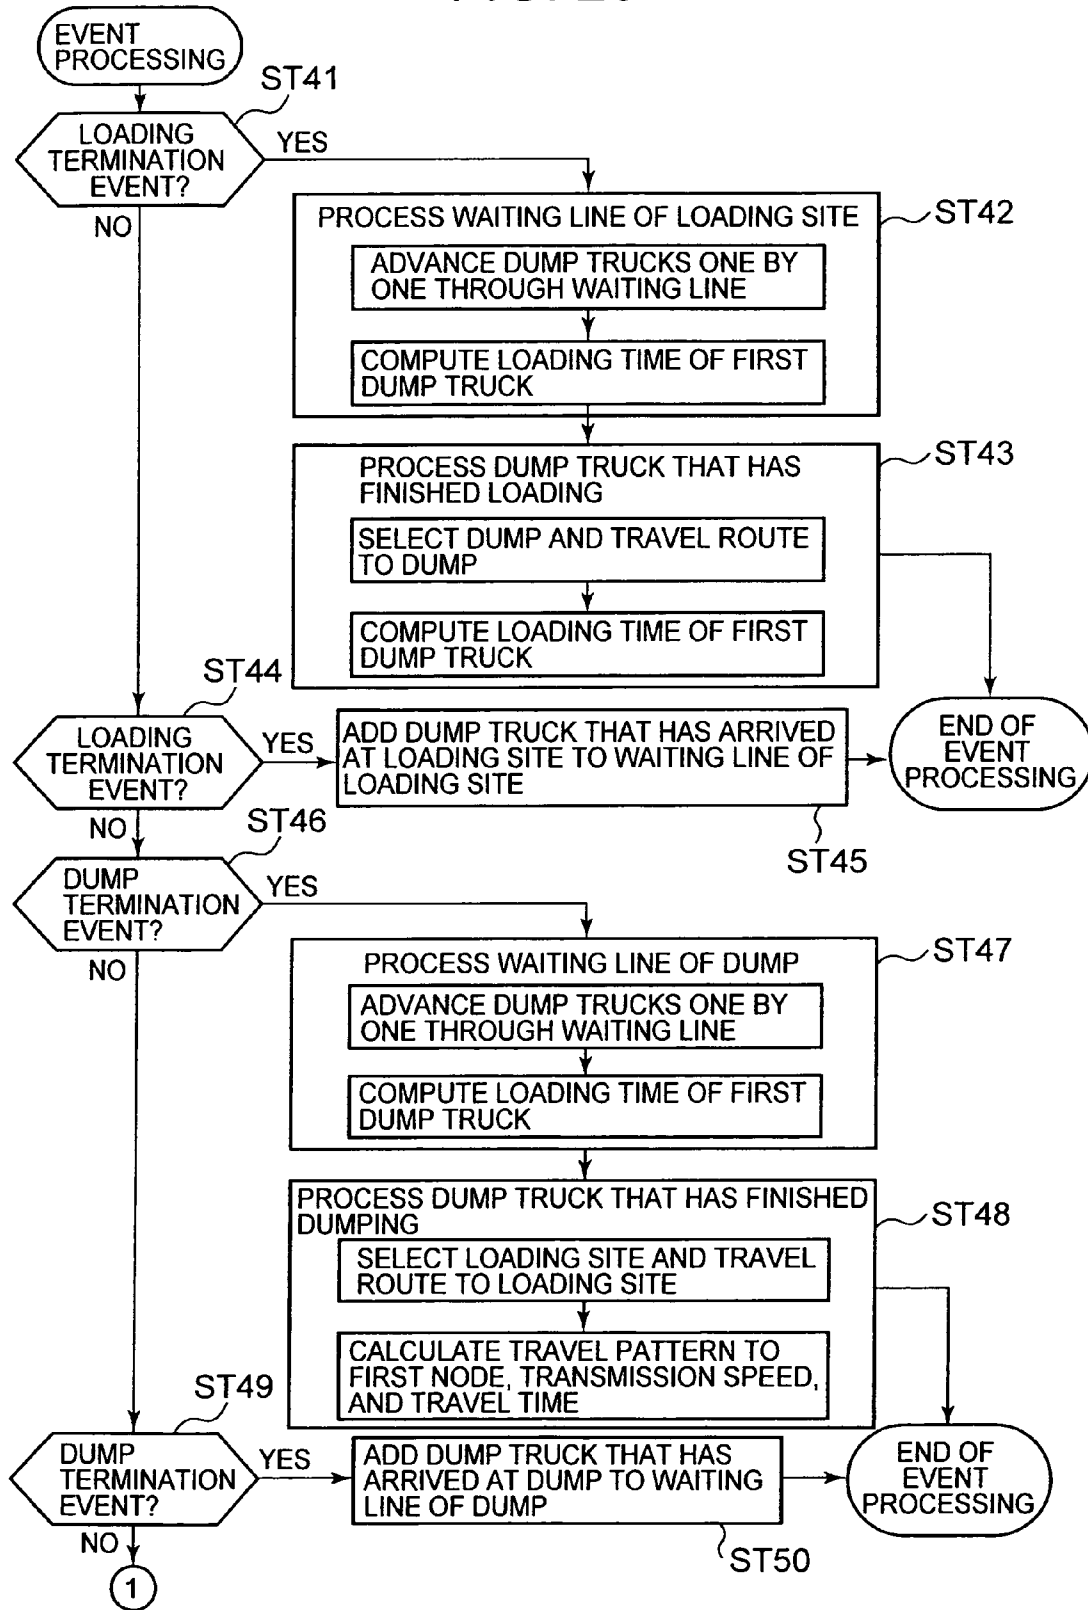 EVENT
PROCESSING
ST41
LOADING
TERMINATION
EVENT?
YES
NO
PROCESS WAITING LINE OF LOADING SITE
ST42
ADVANCE DUMP TRUCKS ONE BY
ONE THROUGH WAITING LINE
COMPUTE LOADING TIME OF FIRST
DUMP TRUCK
PROCESS DUMP TRUCK THAT HAS
FINISHED LOADING
ST43
SELECT DUMP AND TRAVEL ROUTE
TO DUMP
COMPUTE LOADING TIME OF FIRST
DUMP TRUCK
ST44
LOADING
TERMINATION
EVENT?
YES
NO
ADD DUMP TRUCK THAT HAS ARRIVED
AT LOADING SITE TO WAITING LINE OF
LOADING SITE
ST45
END OF
EVENT
PROCESSING
ST46
DUMP
TERMINATION
EVENT?
YES
NO
PROCESS WAITING LINE OF DUMP
ST47
ADVANCE DUMP TRUCKS ONE BY
ONE THROUGH WAITING LINE
COMPUTE LOADING TIME OF FIRST
DUMP TRUCK
PROCESS DUMP TRUCK THAT HAS FINISHED
DUMPING
ST48
SELECT LOADING SITE AND TRAVEL
ROUTE TO LOADING SITE
CALCULATE TRAVEL PATTERN TO
FIRST NODE, TRANSMISSION SPEED,
AND TRAVEL TIME
ST49
DUMP
TERMINATION
EVENT?
YES
NO
ADD DUMP TRUCK THAT HAS
ARRIVED AT DUMP TO WAITING
LINE OF DUMP
ST50
END OF
EVENT
PROCESSING
1